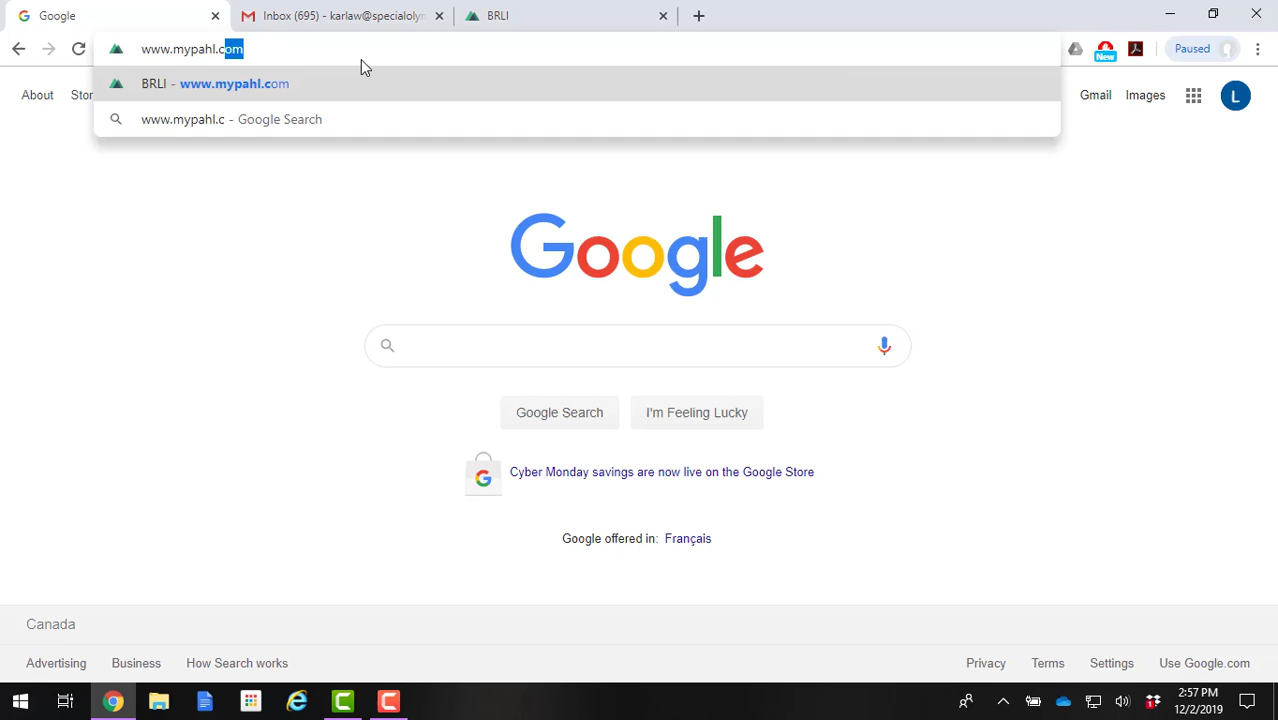 Google
Inbox (695) - karlaw@specialolyn
BRLI
www.mypahl.com
New
Paused
BRLI - www.mypahl.com
www.mypahl.c - Google Search
About
Stor
Gmail
Images
L
Google
Google Search
I'm Feeling Lucky
Cyber Monday savings are now live on the Google Store
Google offered in: Français
Canada
Advertising
Business
How Search works
Privacy
Terms
Settings
Use Google.com
2:57 PM
12/2/2019